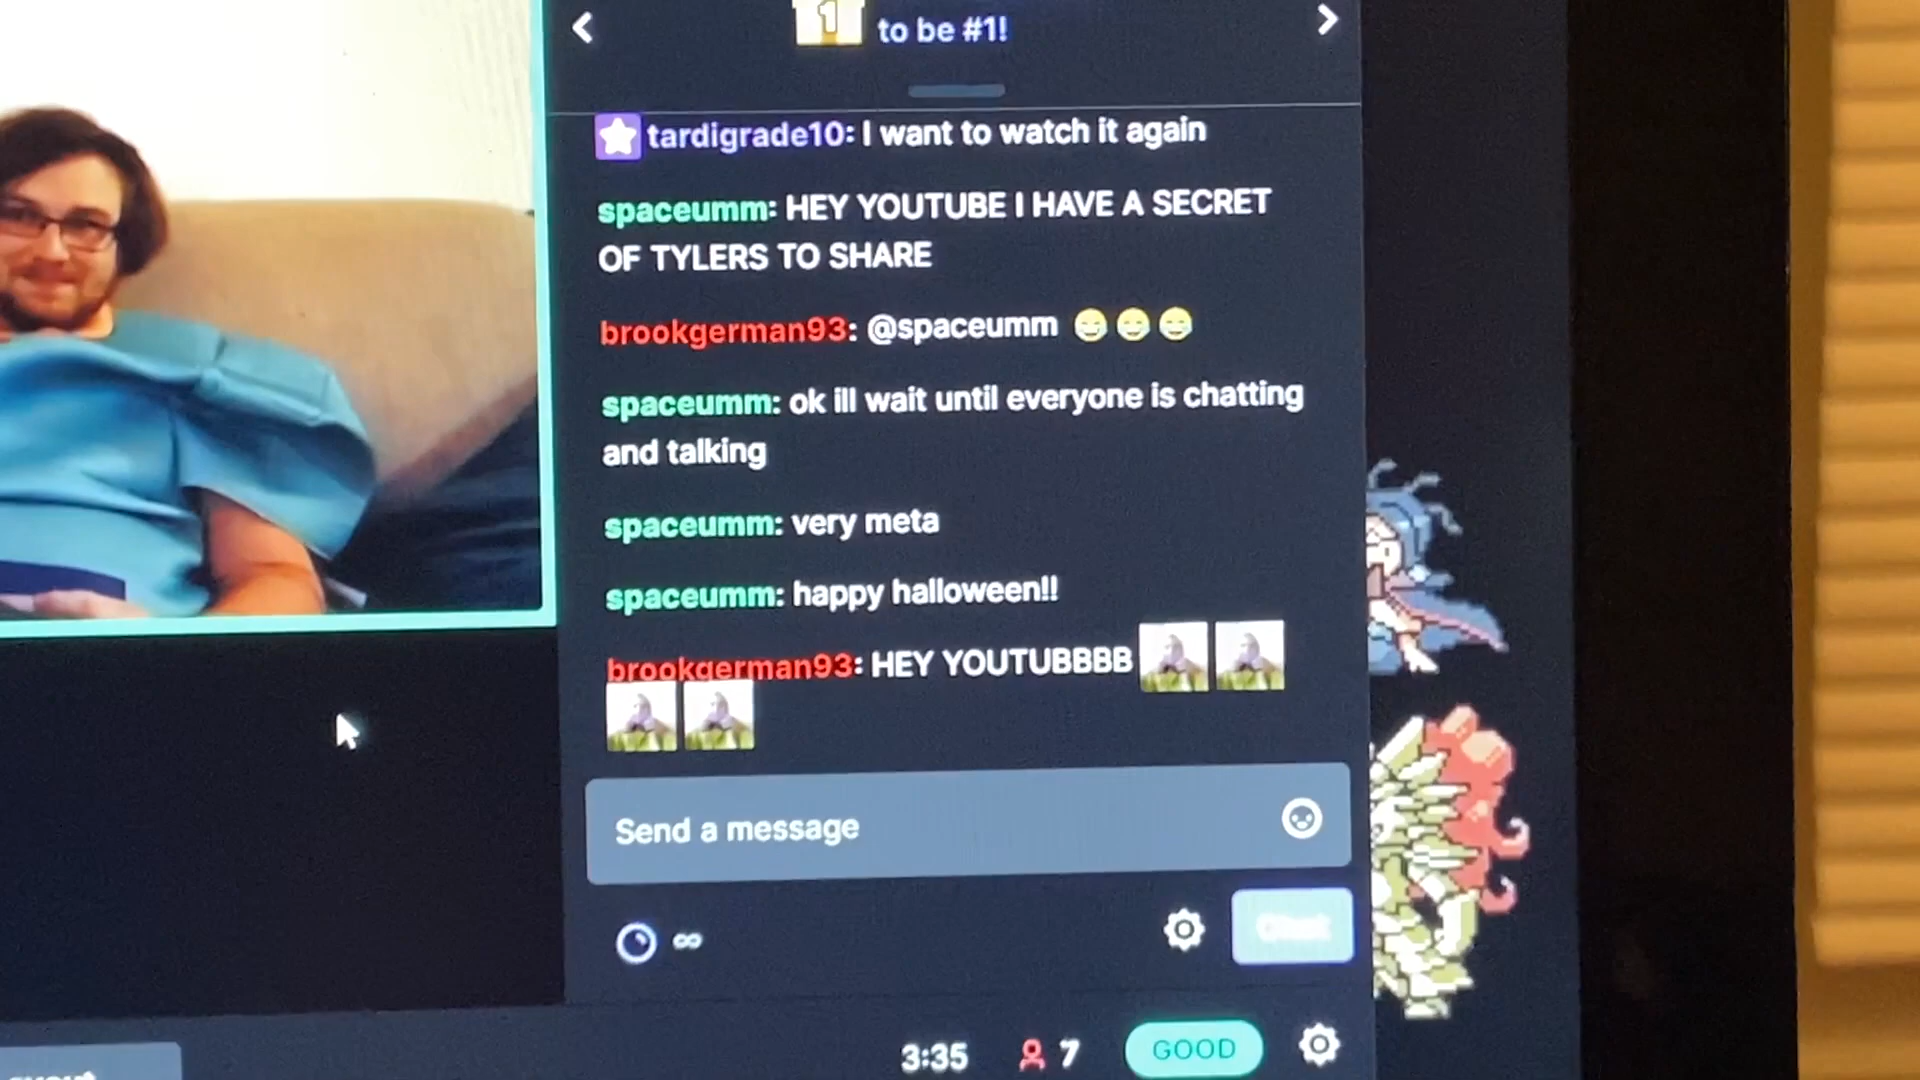 1
to be #1!
tardigrade10: I want to watch it again
spaceumm: HEY YOUTUBE I HAVE A SECRET
OF TYLERS TO SHARE
brookgerman93: @spaceumm 😂😂😂
spaceumm: ok ill wait until everyone is chatting
and talking
spaceumm: very meta
spaceumm: happy halloween!!
brookgerman93: HEY YOUTUBBBB
Send a message
∞
Chat
3:35
7
GOOD